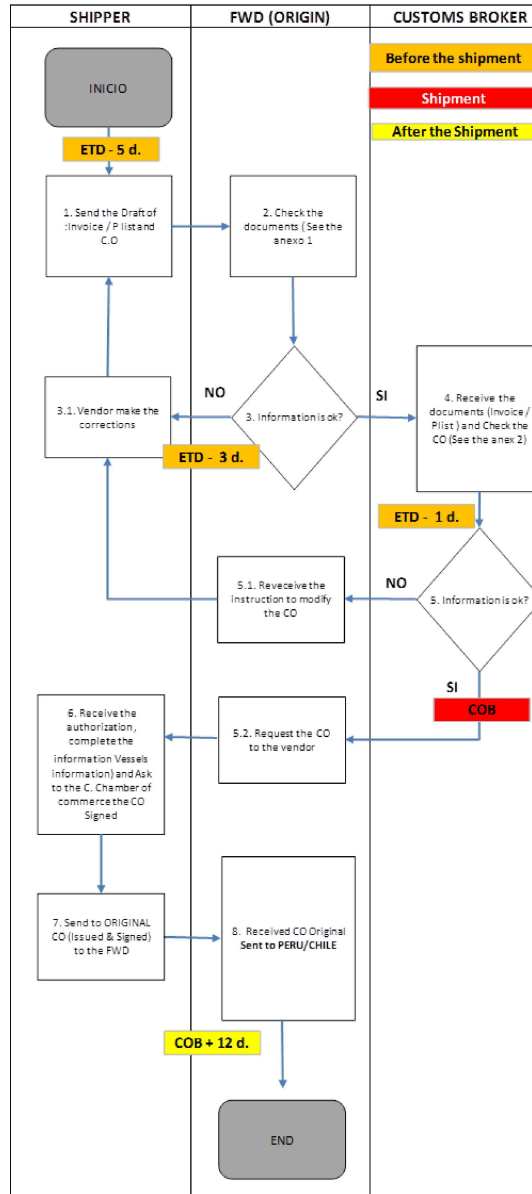 SHIPPER
FWD (ORIGIN)
CUSTOMS BROKER
Before the shipment
Shipment
After the Shipment
INICIO
ETD - 5 d.
1. Send the Draft of
:Invoice / P list and
C.O
2. Check the
documents ( See the
anexo 1
3.1. Vendor make the
corrections
NO
3. Information is ok?
SI
4. Receive the
documents (Invoice /
Plist ) and Check the
CO (See the anex 2)
ETD - 3 d.
ETD - 1 d.
5.1. Reveceive the
instruction to modify
the CO
NO
5. Information is ok?
SI
COB
6. Receive the
authorization,
complete the
information Vessels
information) and Ask
to the C. Chamber of
commerce the CO
Signed
5.2. Request the CO
to the vendor
7. Send to ORIGINAL
CO (Issued & Signed)
to the FWD
8. Received CO Original
Sent to PERU/CHILE
COB + 12 d.
END